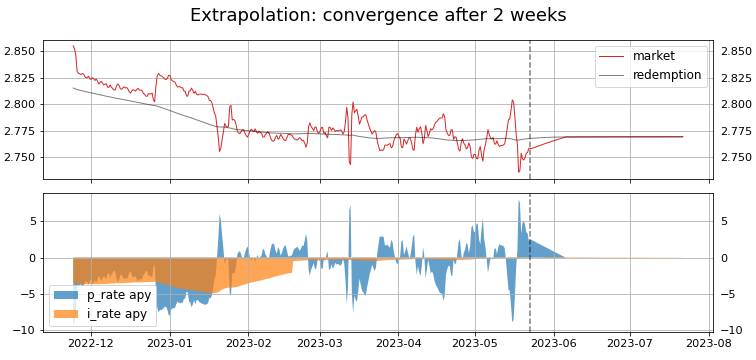 Extrapolation: convergence after 2 weeks
2.850 2.850
2.825 2.825
2.800 2.800
2.775 2.775
2.750 2.750
market
redemption
5 5
0 0
−5 −5
−10 −10
p_rate apy
i_rate apy
2022-12 2023-01 2023-02 2023-03 2023-04 2023-05 2023-06 2023-07 2023-08